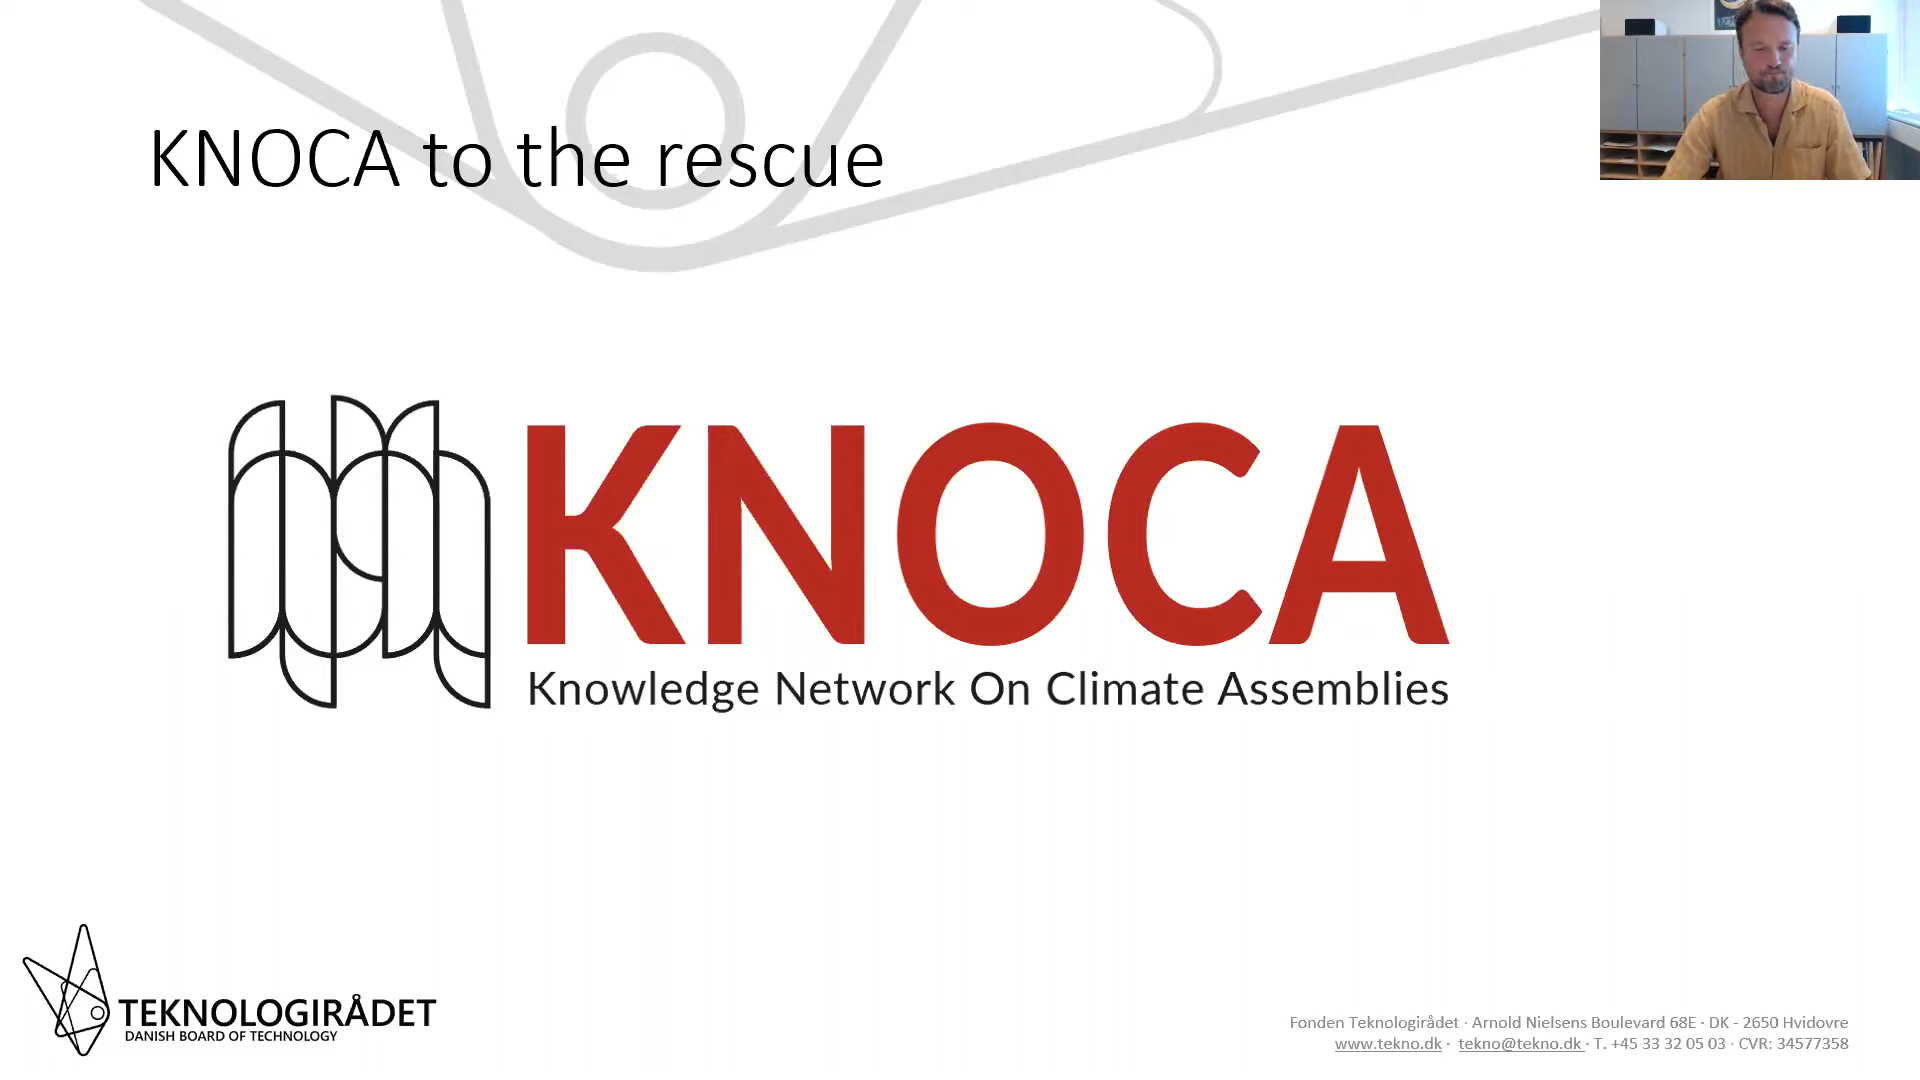 KNOCA to the rescue
KNOCA
Knowledge Network On Climate Assemblies
TEKNOLOGIRÅDET
DANISH BOARD OF TECHNOLOGY
Fonden Teknologirådet · Arnold Nielsens Boulevard 68E · DK - 2650 Hvidovre
www.tekno.dk · tekno@tekno.dk · T. +45 33 32 05 03 · CVR: 34577358